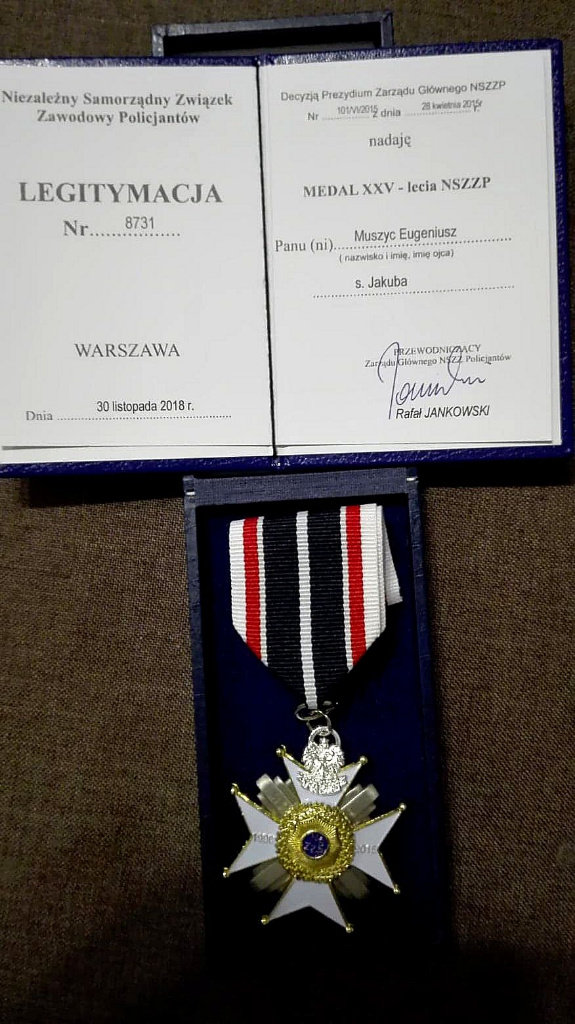 Niezależny Samorządny Związek
Zawodowy Policjantów
LEGITYMACJA
Nr 8731
WARSZAWA
Dnia 30 listopada 2018 r.
Decyzją Prezydium Zarządu Głównego NSZZP
Nr 101/VI/2015 z dnia 28 kwietnia 2015r r.
nadaję
MEDAL XXV - lecia NSZZP
Panu (ni) Muszyc Eugeniusz
( nazwisko i imię, imię ojca)
s. Jakuba
PRZEWODNICZĄCY
Zarządu Głównego NSZZ Policjantów
Rafał JANKOWSKI
2015